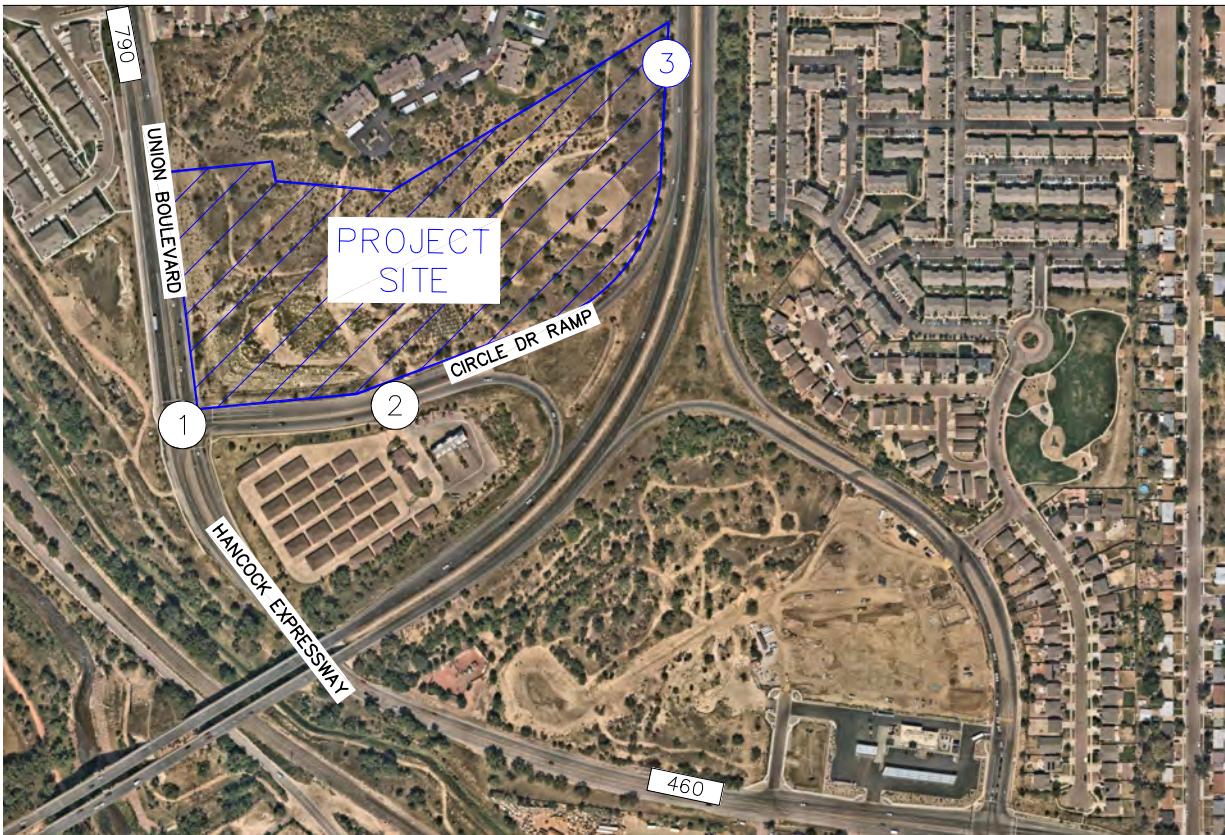 790
3
UNION BOULEVARD
PROJECT
SITE
CIRCLE DR RAMP
2
1
HANCOCK EXPRESSWAY
460